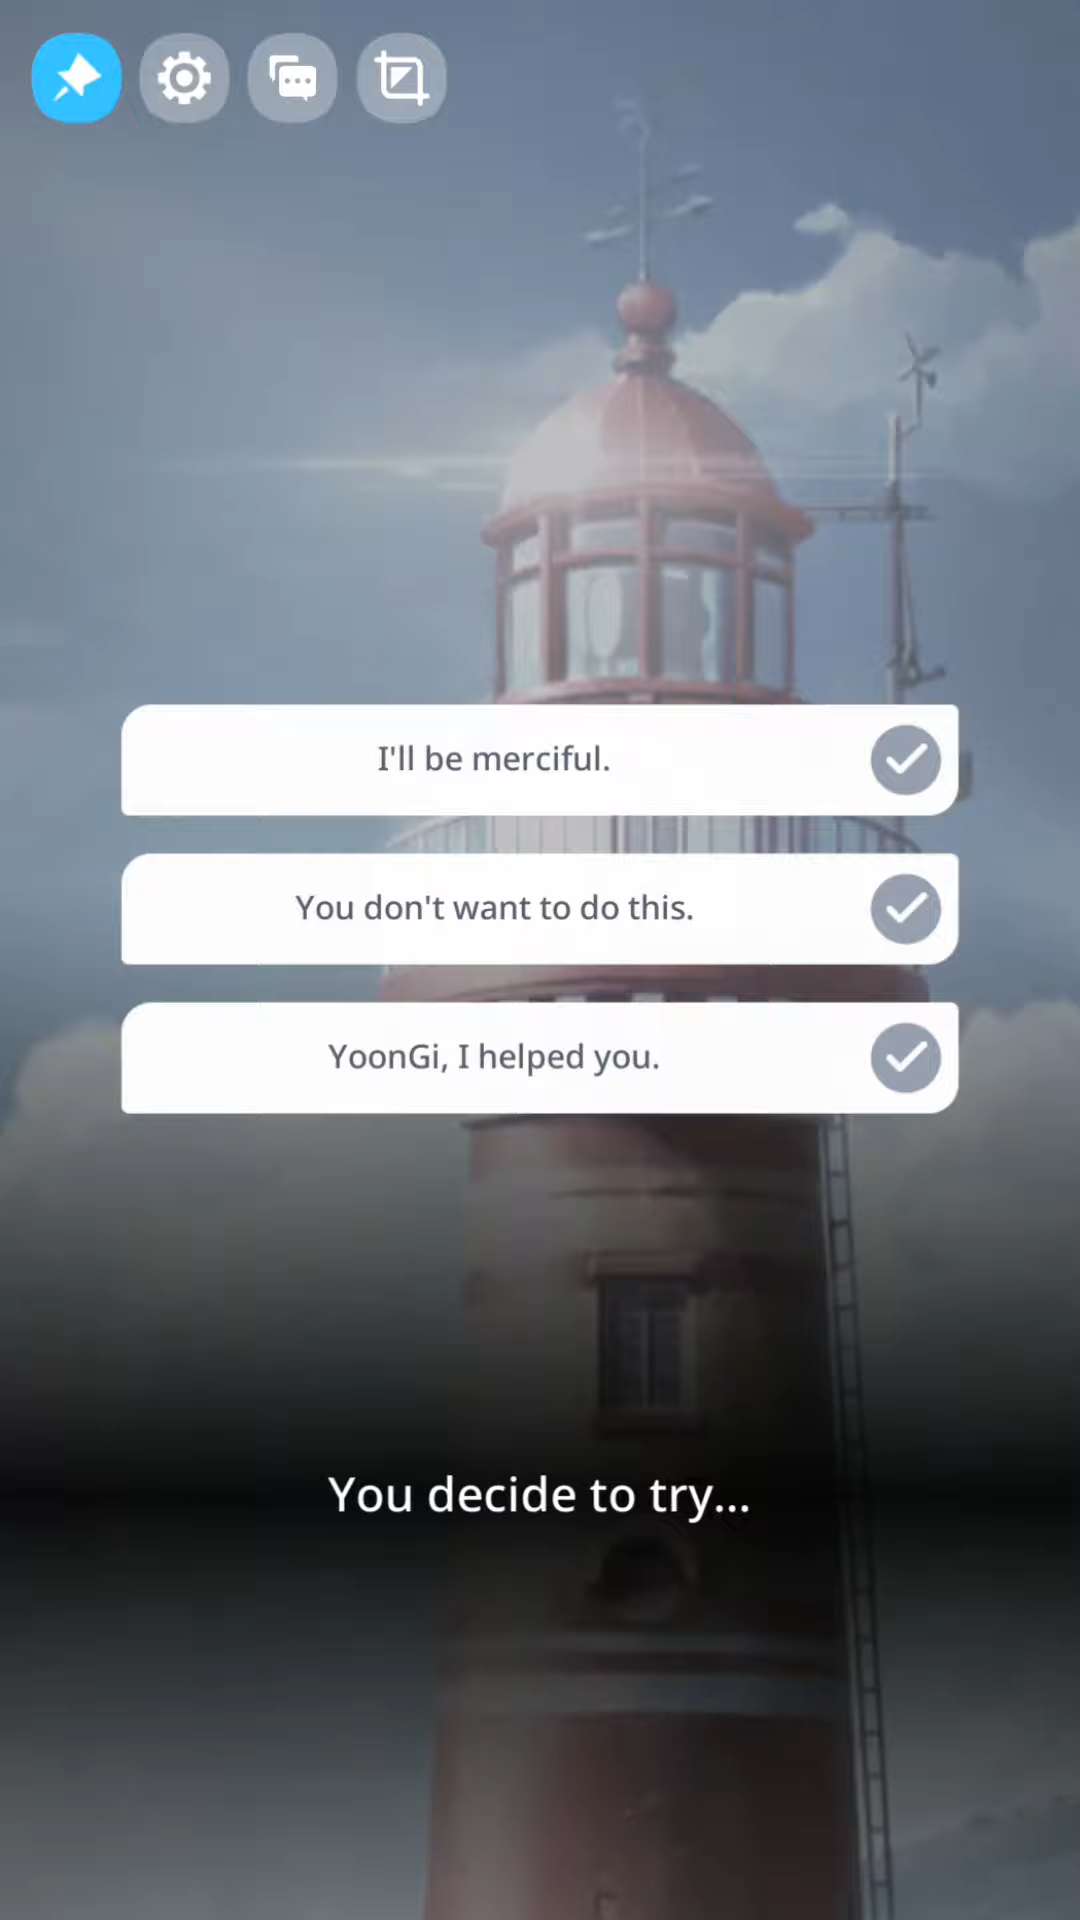 I'll be merciful.
You don't want to do this.
YoonGi, I helped you.
You decide to try...